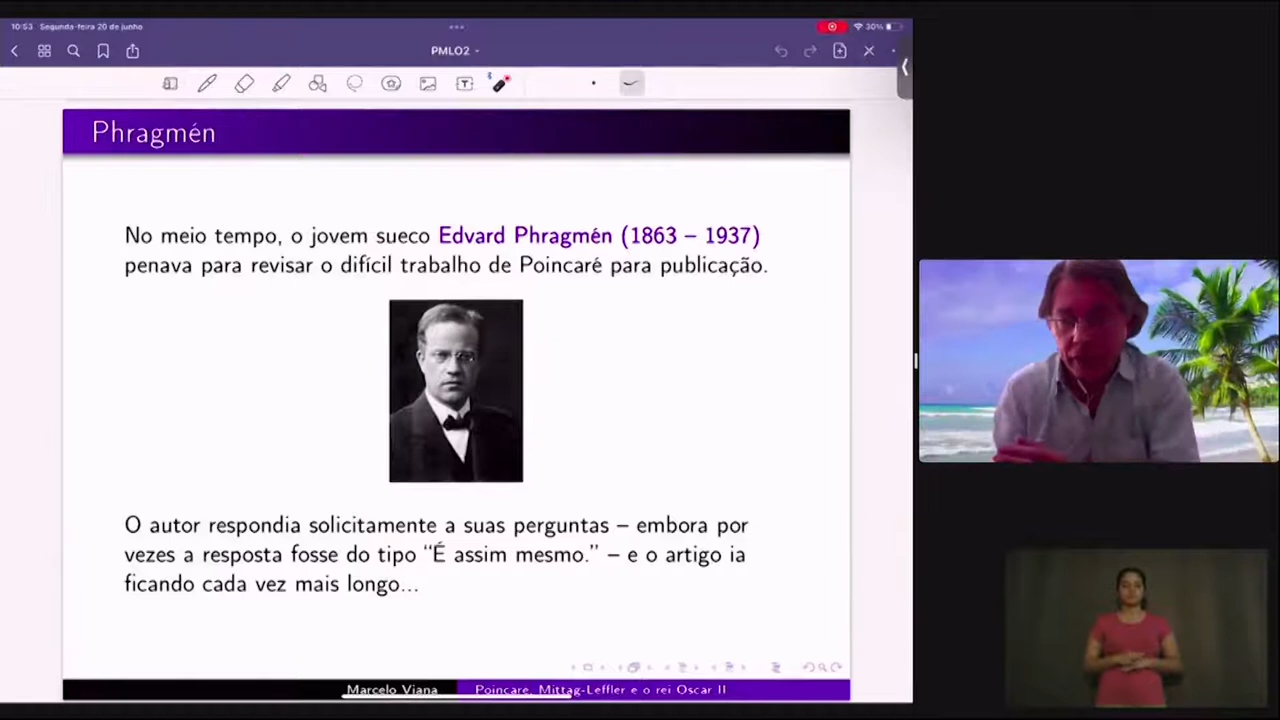 10:53 Segunda-feira 20 de junho
30%
PMLO2
Phragmén
No meio tempo, o jovem sueco Edvard Phragmén (1863 – 1937)
penava para revisar o difícil trabalho de Poincaré para publicação.
O autor respondia solicitamente a suas perguntas – embora por
vezes a resposta fosse do tipo “É assim mesmo.” – e o artigo ia
ficando cada vez mais longo...
Marcelo Viana
Poincare, Mittag-Leffler e o rei Oscar II